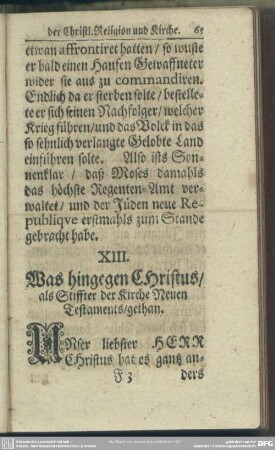 der Christl. Religion und Kirche. 65
etwan affrontiret hatten / so wuste
er bald einen Hauffen Gewaffneter
wider sie aus zu commandiren.
Endlich da er sterben solte / bestelle-
te er sich seinen Nachfolger / welcher
Krieg führen / und das Volck in das
so sehnlich verlangte Gelobte Land
einführen solte. Also ists Son-
nenklar / daß Moses damahls
das höchste Regenten-Amt ver-
waltet / und der Jüden neue Re-
publiqve erstmahls zum Stande
gebracht habe.
XIII.
Was hingegen CHristus /
als Stiffter der Kirche Neuen
Testaments / gethan.
UNser liebster HERR
CHristus hat es gantz an-
F 3 ders